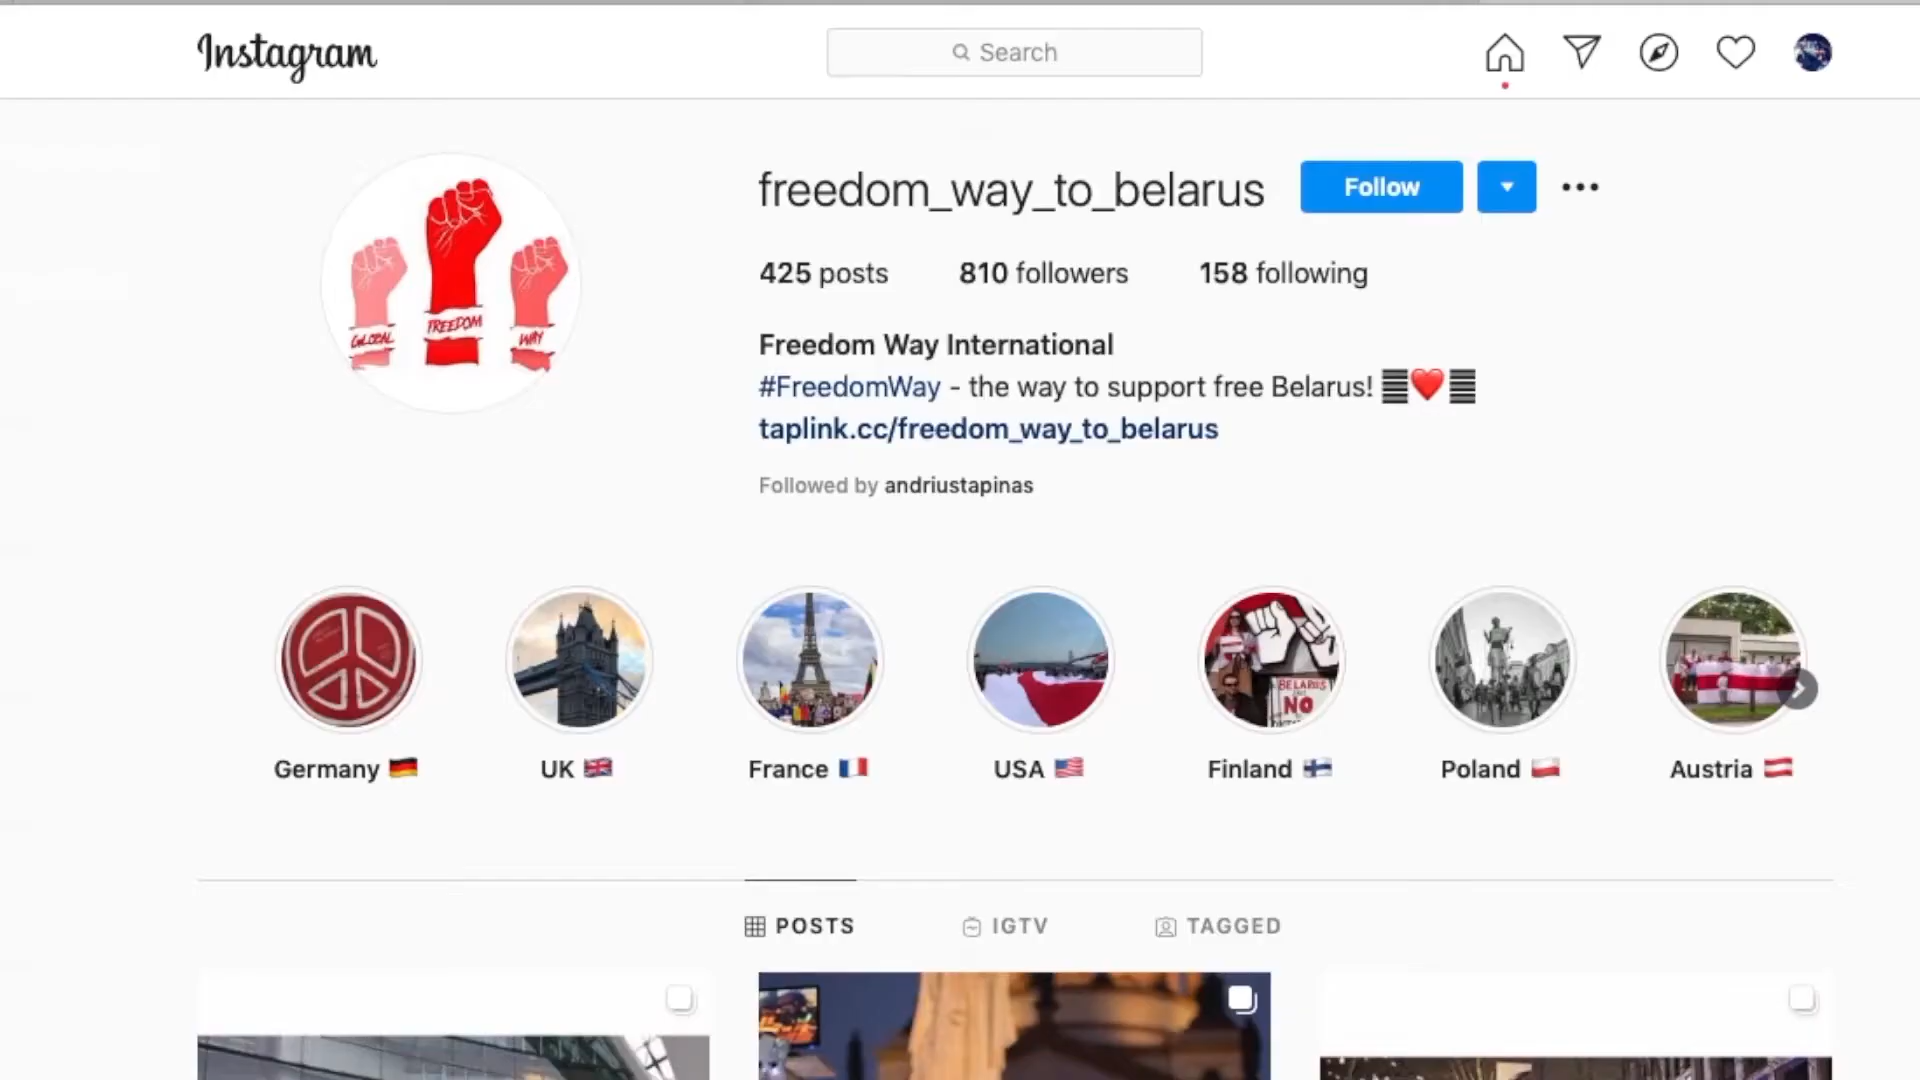 Instagram
Search
freedom_way_to_belarus
Follow
425 posts 810 followers 158 following
GLOBAL
FREEDOM
WAY
Freedom Way International
#FreedomWay - the way to support free Belarus!
taplink.cc/freedom_way_to_belarus
Followed by andriustapinas
BELARUS
NO
Germany
UK
France
USA
Finland
Poland
Austria
POSTS
IGTV
TAGGED